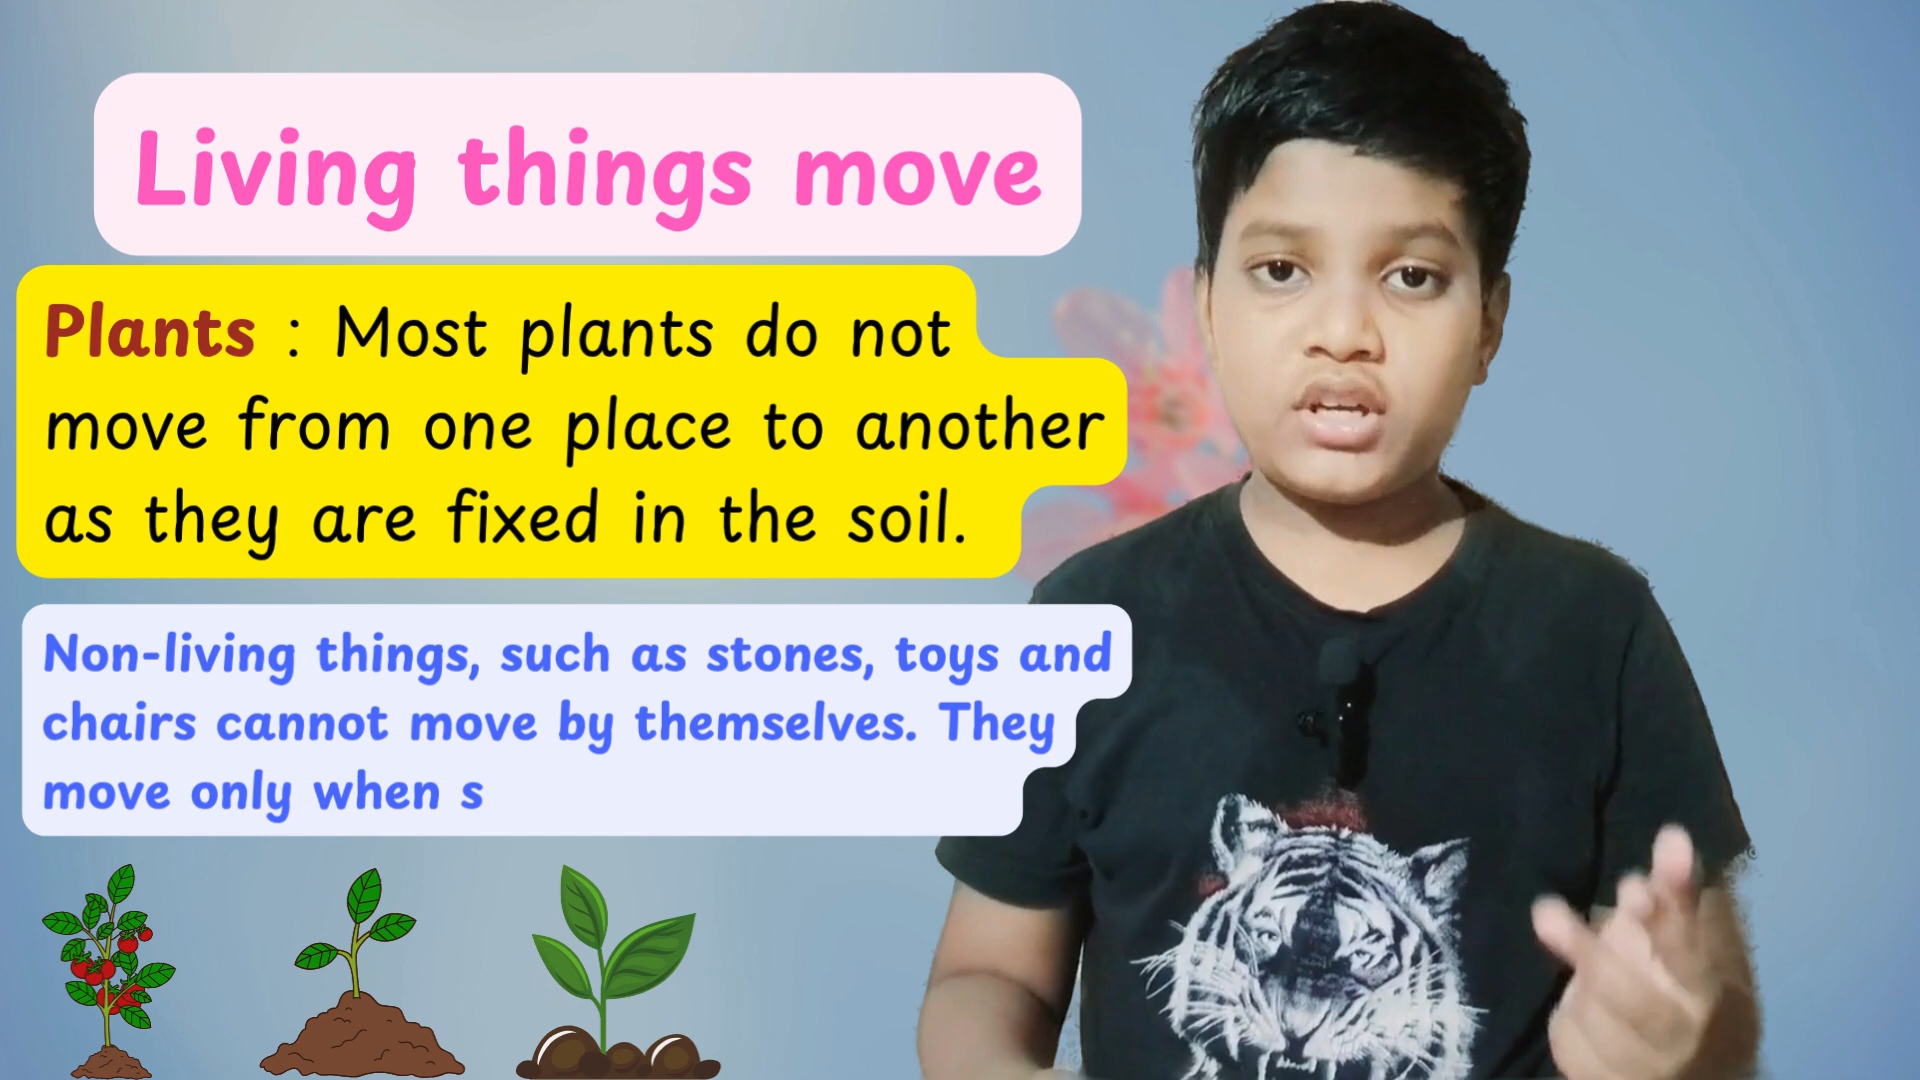 Living things move
Plants : Most plants do not
move from one place to another
as they are fixed in the soil.
Non-living things, such as stones, toys and
chairs cannot move by themselves. They
move only when s